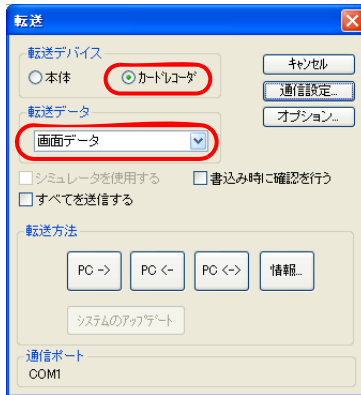 転送
転送デバイス
本体
カードレコーダ
キャンセル
通信設定...
オプション...
転送データ
画面データ
シミュレータを使用する
書込み時に確認を行う
すべてを送信する
転送方法
PC ->
PC <-
PC <->
情報...
システムのアップデート
通信ポート
COM1